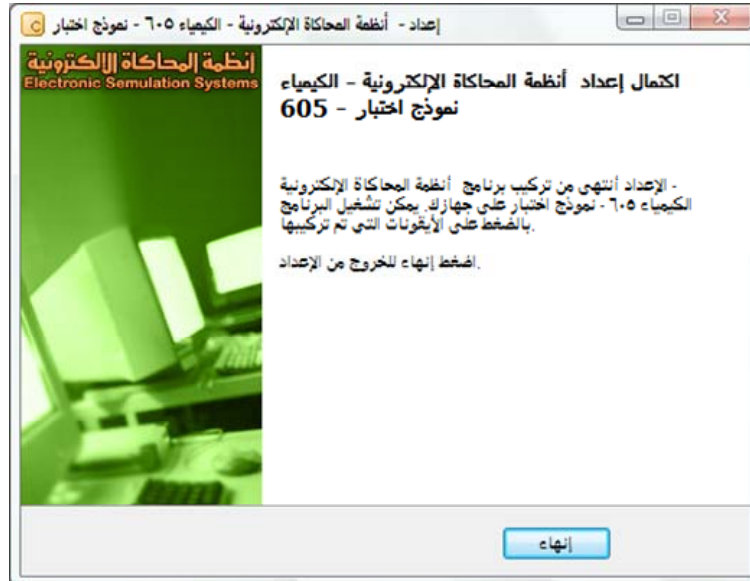 إعداد - أنظمة المحاكاة الإلكترونية - الكيمياء ٦٠٥ - نموذج اختبار
إنظمة المحاكاة الإلكترونية
Electronic Semulation Systems
اكتمال إعداد أنظمة المحاكاة الإلكترونية - الكيمياء
605 - نموذج اختبار
الإعداد أنتهى من تركيب برنامج أنظمة المحاكاة الإلكترونية -
الكيمياء ٦٠٥ - نموذج اختبار على جهازك. يمكن تشغيل البرنامج
بالضغط على الأيقونات التي تم تركيبها.
اضغط إنهاء للخروج من الإعداد.
إنهاء